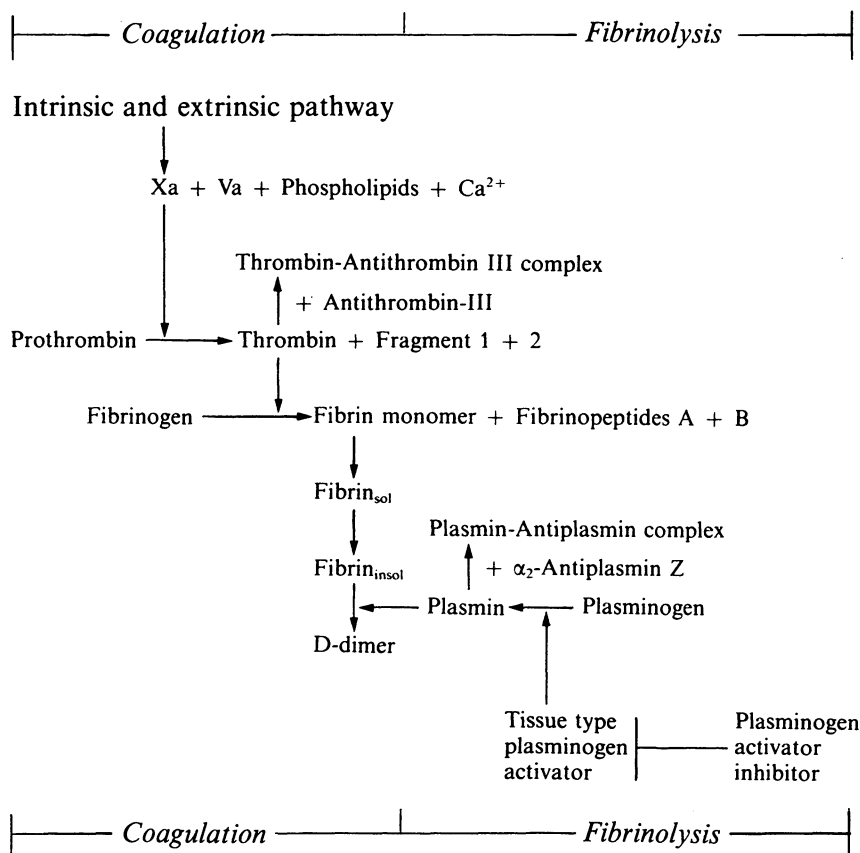 Coagulation Fibrinolysis
Intrinsic and extrinsic pathway
Xa + Va + Phospholipids + Ca²⁺
Thrombin-Antithrombin III complex
+ Antithrombin-III
Prothrombin Thrombin + Fragment 1 + 2
Fibrinogen Fibrin monomer + Fibrinopeptides A + B
Fibrin_sol
Plasmin-Antiplasmin complex
Fibrin_insol + α₂-Antiplasmin Z
Plasmin Plasminogen
D-dimer
Tissue type Plasminogen
plasminogen activator
activator inhibitor
Coagulation Fibrinolysis